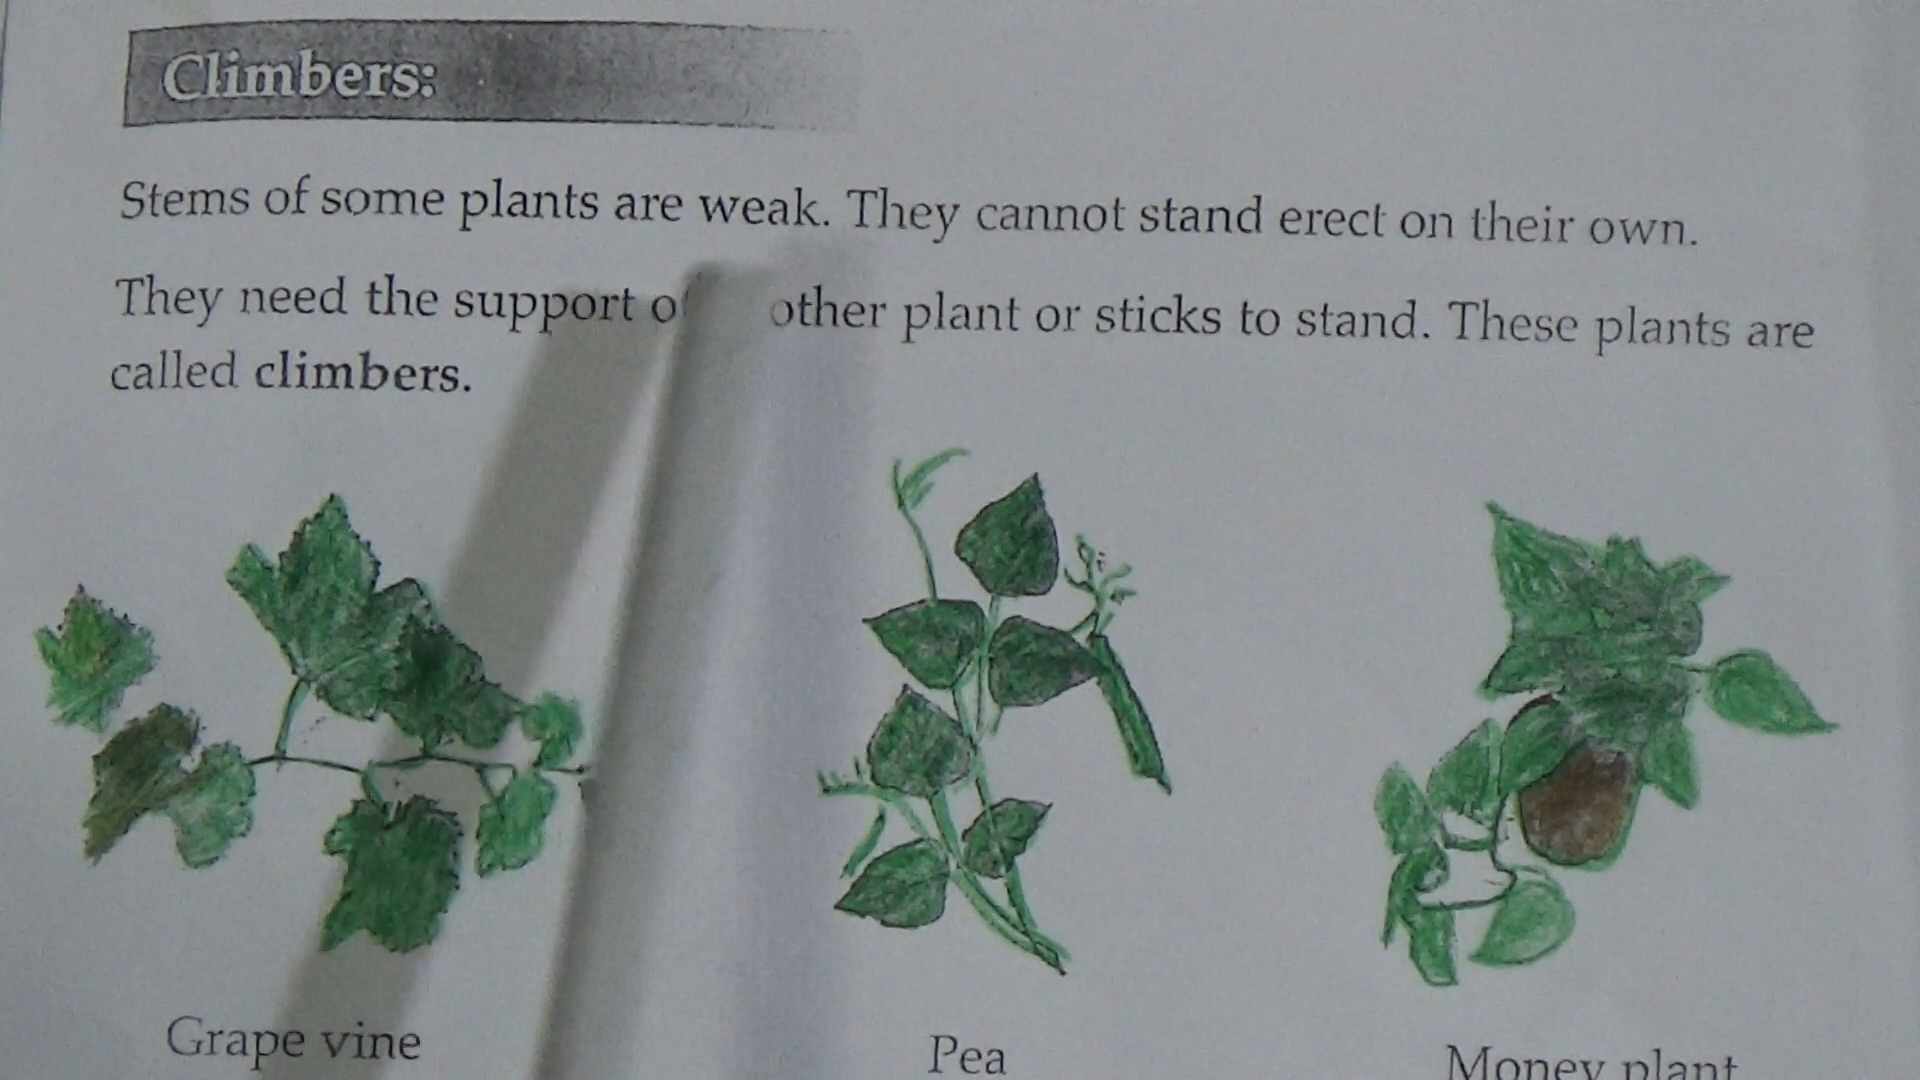 Climbers:
Stems of some plants are weak. They cannot stand erect on their own.
They need the support other plant or sticks to stand. These plants are
called climbers.
Grape vine
Pea
Money plant